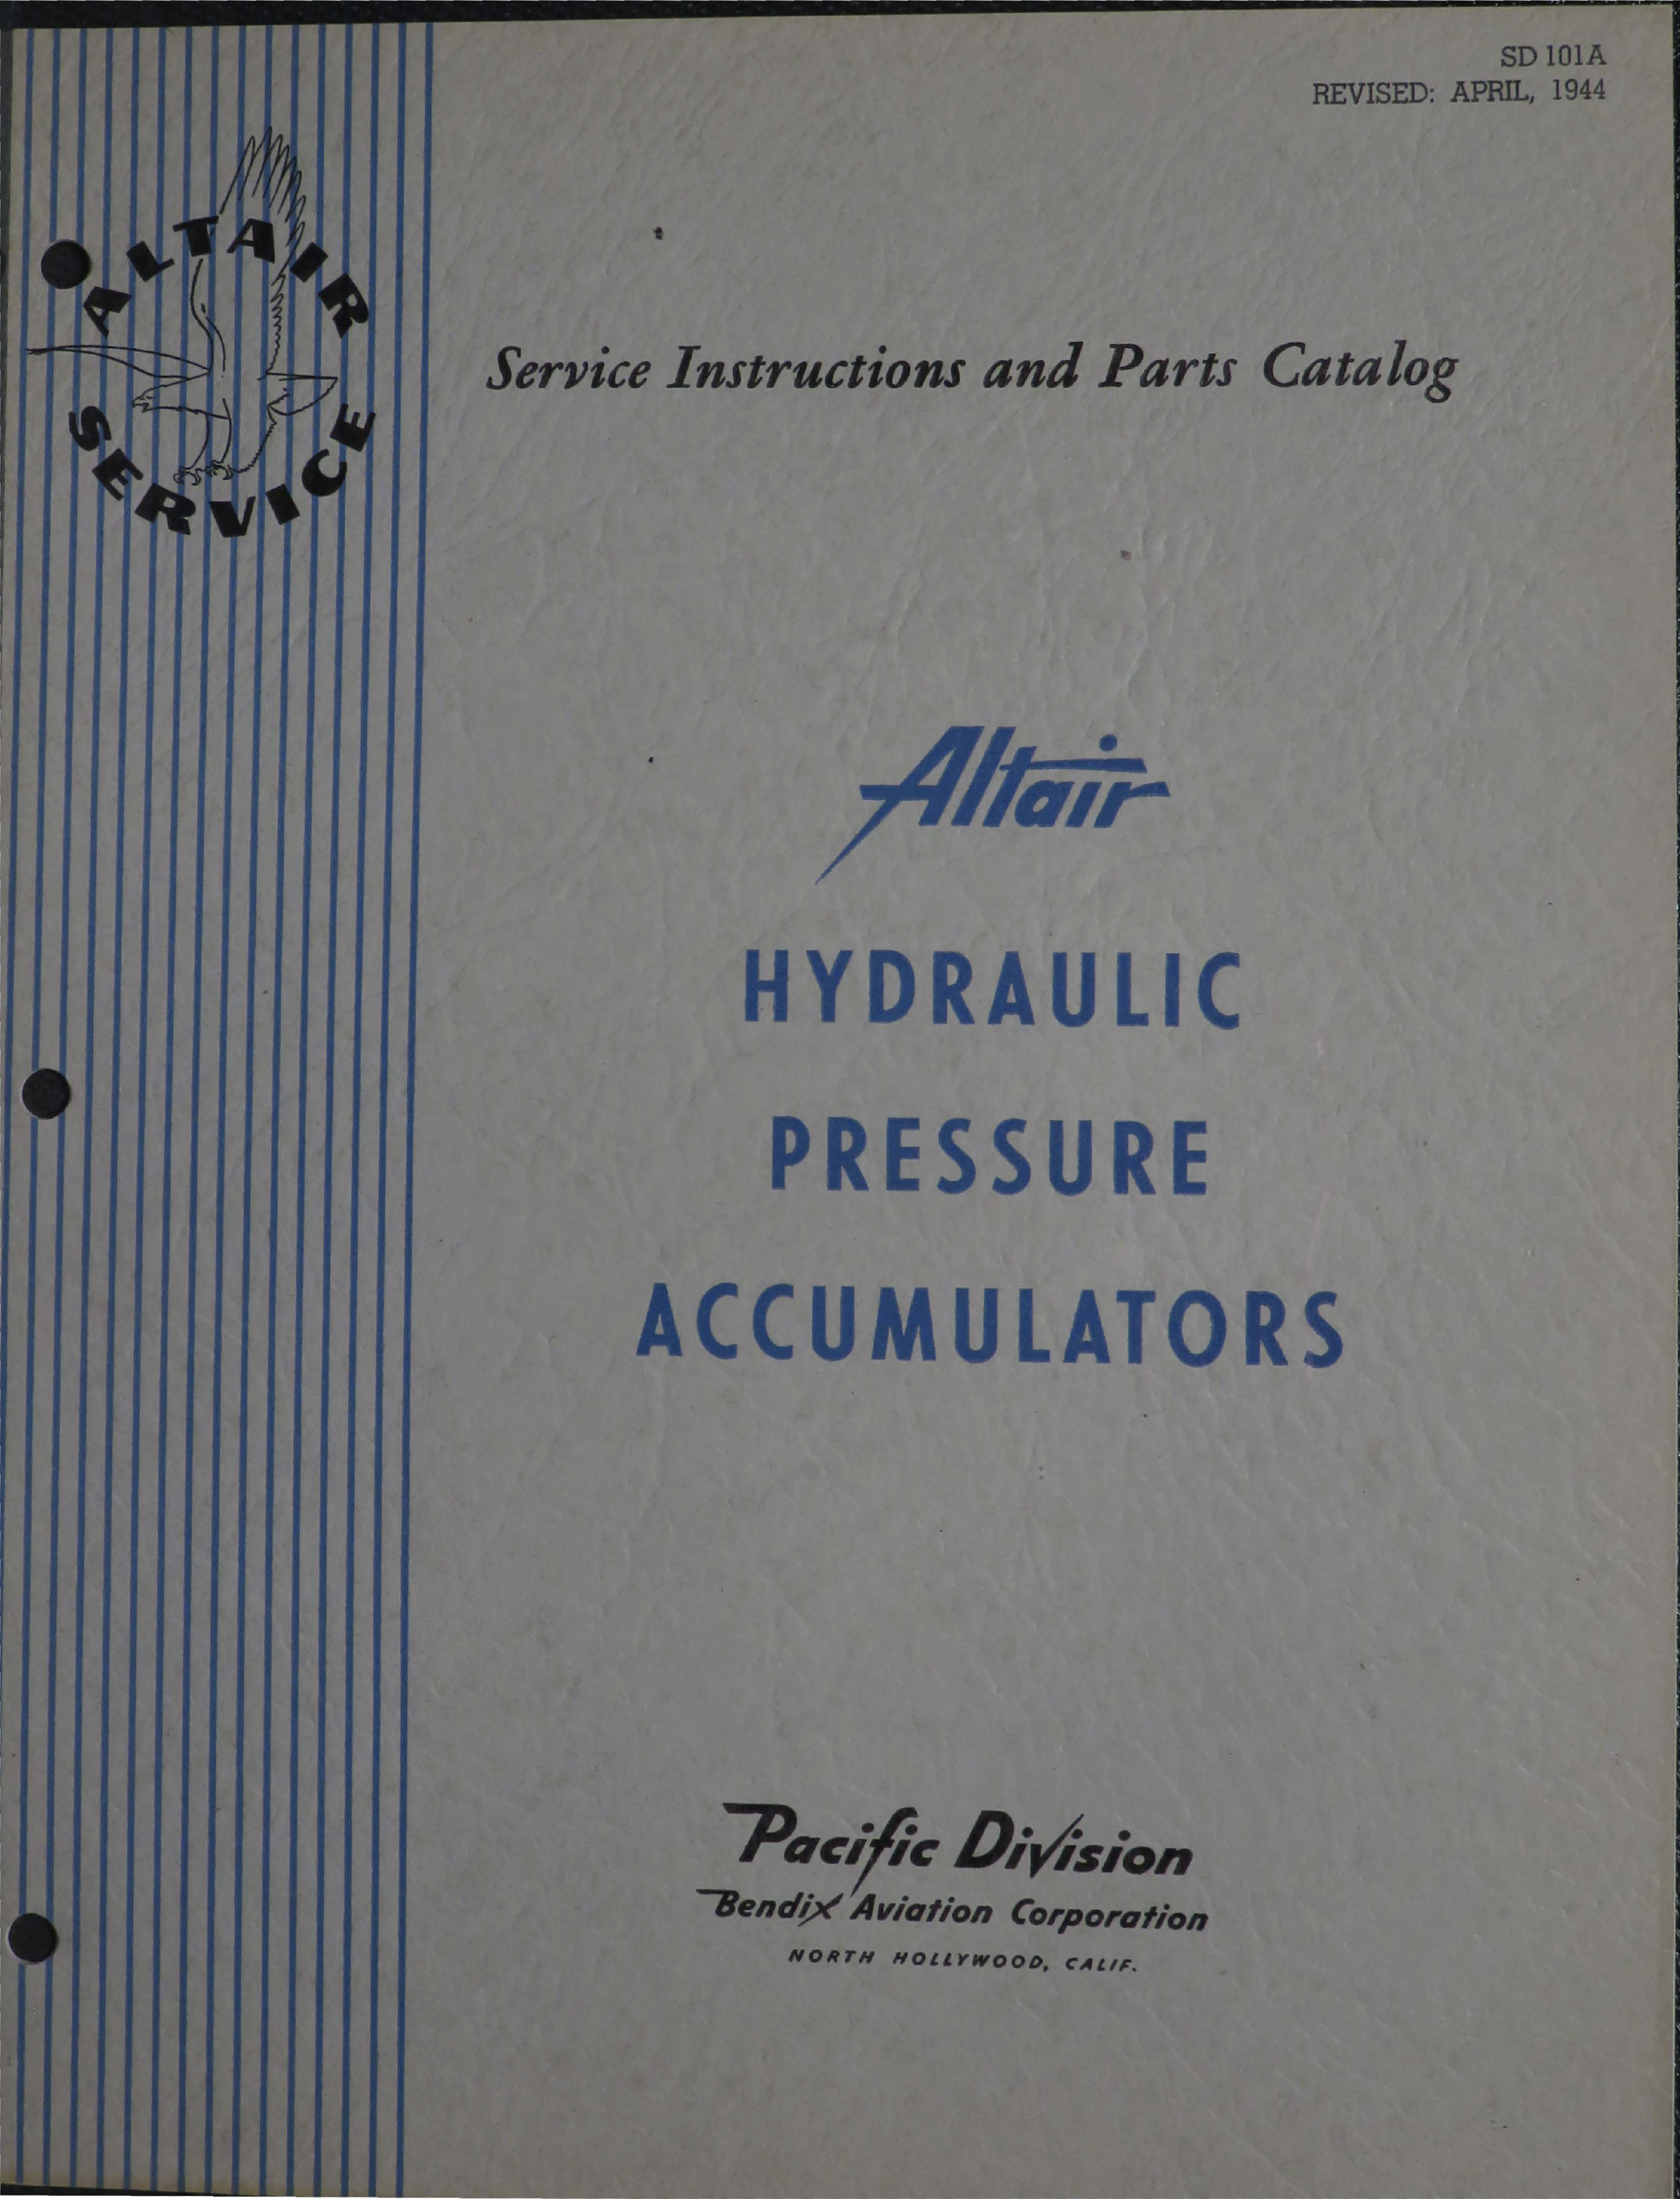 SD 101A
REVISED: APRIL, 1944
ALTAIR
SERVICE
Service Instructions and Parts Catalog
Altair
HYDRAULIC
PRESSURE
ACCUMULATORS
Pacific Division
Bendix Aviation Corporation
NORTH HOLLYWOOD, CALIF.